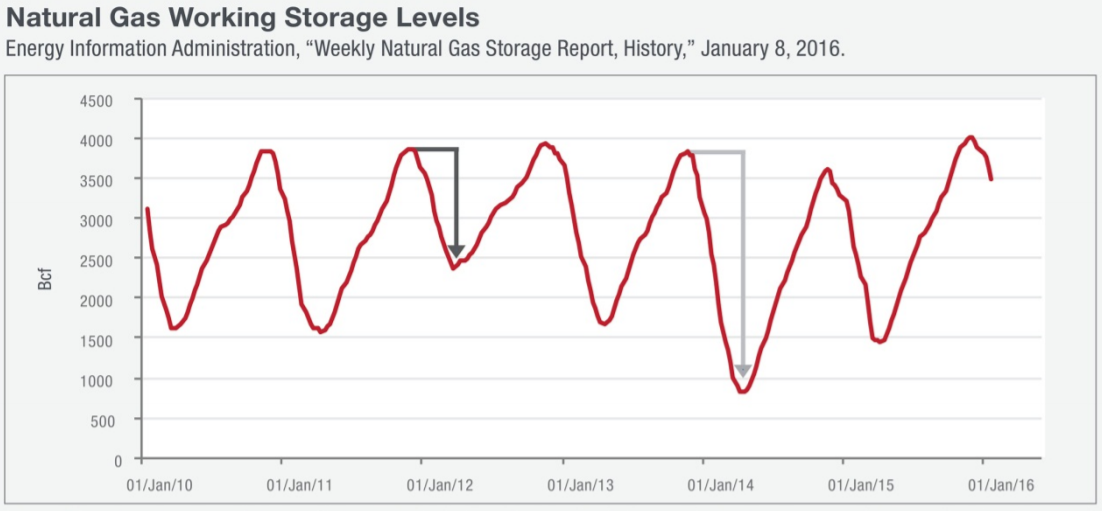 Natural Gas Working Storage Levels
Energy Information Administration, “Weekly Natural Gas Storage Report, History,” January 8, 2016.
4500
4000
3500
3000
2500
2000
1500
1000
500
0
Bcf
01/Jan/10 01/Jan/11 01/Jan/12 01/Jan/13 01/Jan/14 01/Jan/15 01/Jan/16